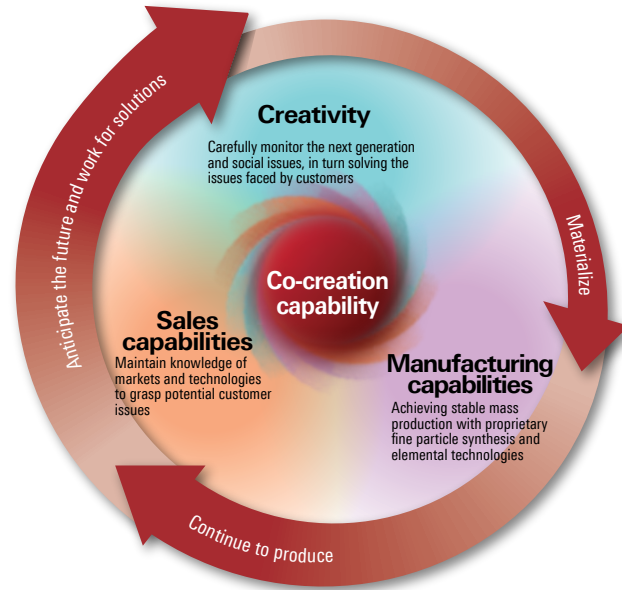 Creativity
Carefully monitor the next generation
and social issues, in turn solving the
issues faced by customers
Anticipate the future and work for solutions
Materialize
Co-creation
capability
Sales
capabilities
Maintain knowledge of
markets and technologies
to grasp potential customer
issues
Manufacturing
capabilities
Achieving stable mass
production with proprietary
fine particle synthesis and
elemental technologies
Continue to produce